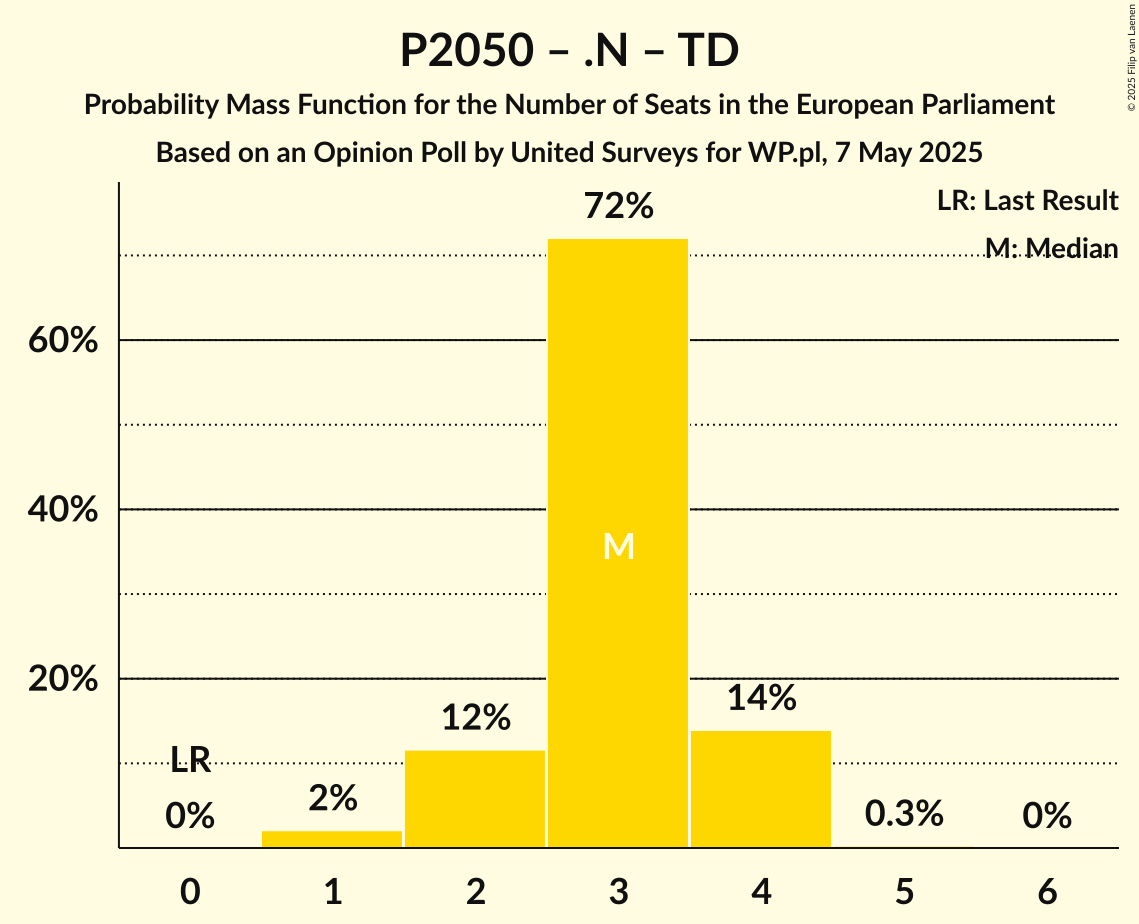 P2050 – .N – TD
Probability Mass Function for the Number of Seats in the European Parliament
Based on an Opinion Poll by United Surveys for WP.pl, 7 May 2025
© 2025 Filip van Laenen
LR: Last Result
M: Median
72%
60%
40%
M
20%
14%
12%
LR
2%
0%
0.3%
0%
0 1 2 3 4 5 6